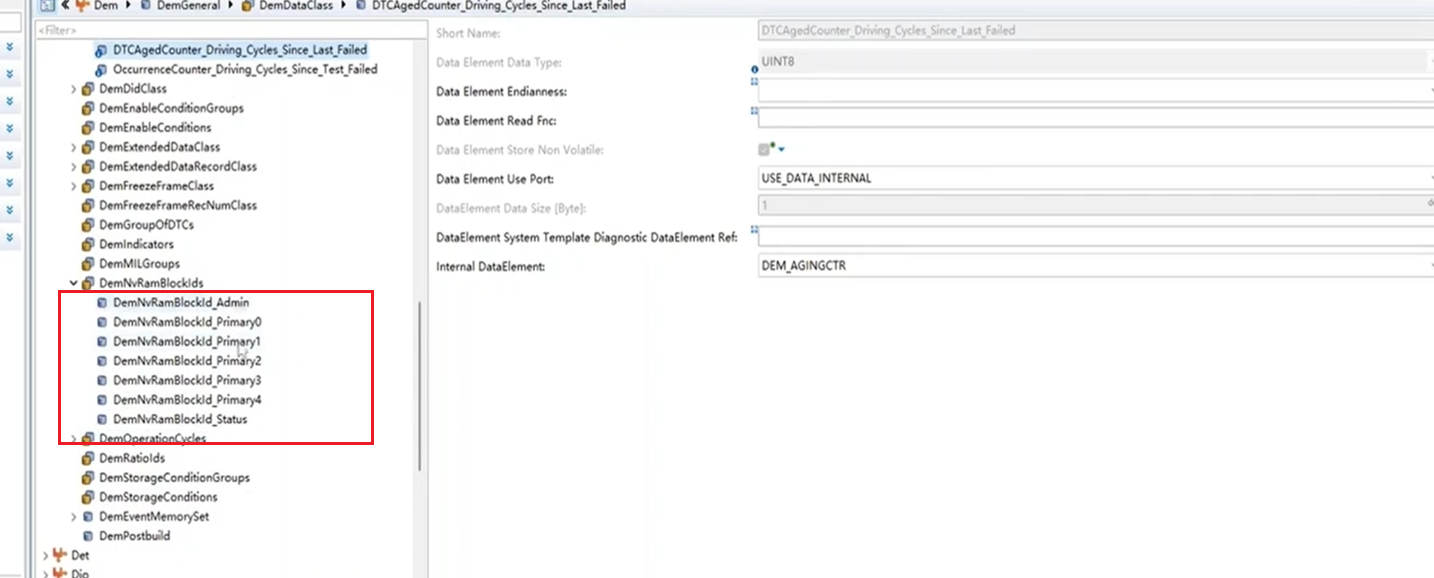 Dem DemGeneral DemDataClass DTCAgedCounter_Driving_Cycles_Since_Last_Failed
<Filter>
DTCAgedCounter_Driving_Cycles_Since_Last_Failed
OccurrenceCounter_Driving_Cycles_Since_Test_Failed
DemDidClass
DemEnableConditionGroups
DemEnableConditions
DemExtendedDataClass
DemExtendedDataRecordClass
DemFreezeFrameClass
DemFreezeFrameRecNumClass
DemGroupOfDTCs
DemIndicators
DemMILGroups
DemNvRamBlockIds
DemNvRamBlockId_Admin
DemNvRamBlockId_Primary0
DemNvRamBlockId_Primary1
DemNvRamBlockId_Primary2
DemNvRamBlockId_Primary3
DemNvRamBlockId_Primary4
DemNvRamBlockId_Status
DemOperationCycles
DemRatioIds
DemStorageConditionGroups
DemStorageConditions
DemEventMemorySet
DemPostbuild
Det
Dio
Short Name: DTCAgedCounter_Driving_Cycles_Since_Last_Failed
Data Element Data Type: UINT8
Data Element Endianness:
Data Element Read Fnc:
Data Element Store Non Volatile:
Data Element Use Port: USE_DATA_INTERNAL
DataElement Data Size [Byte]: 1
DataElement System Template Diagnostic DataElement Ref:
Internal DataElement: DEM_AGINGCTR